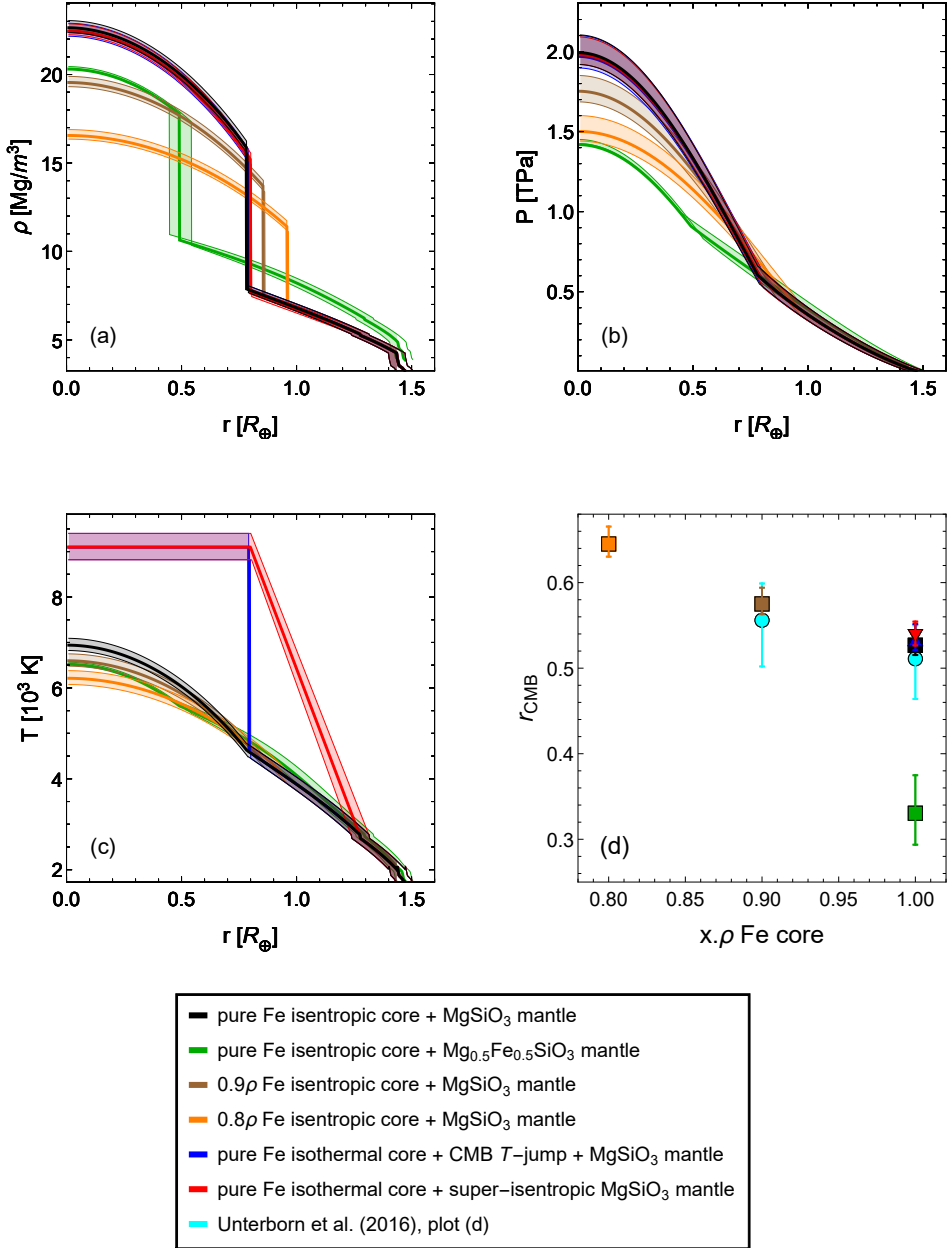 ρ [Mg/m³]
20
15
10
5
(a)
0.0 0.5 1.0 1.5
r [R⊕]
P [TPa]
2.0
1.5
1.0
0.5
(b)
0.0 0.5 1.0 1.5
r [R⊕]
T [10³ K]
8
6
4
2
(c)
0.0 0.5 1.0 1.5
r [R⊕]
r_CMB
0.6
0.5
0.4
0.3
(d)
0.80 0.85 0.90 0.95 1.00
x.ρ Fe core
pure Fe isentropic core + MgSiO₃ mantle
pure Fe isentropic core + Mg₀.₅Fe₀.₅SiO₃ mantle
0.9ρ Fe isentropic core + MgSiO₃ mantle
0.8ρ Fe isentropic core + MgSiO₃ mantle
pure Fe isothermal core + CMB T−jump + MgSiO₃ mantle
pure Fe isothermal core + super−isentropic MgSiO₃ mantle
Unterborn et al. (2016), plot (d)